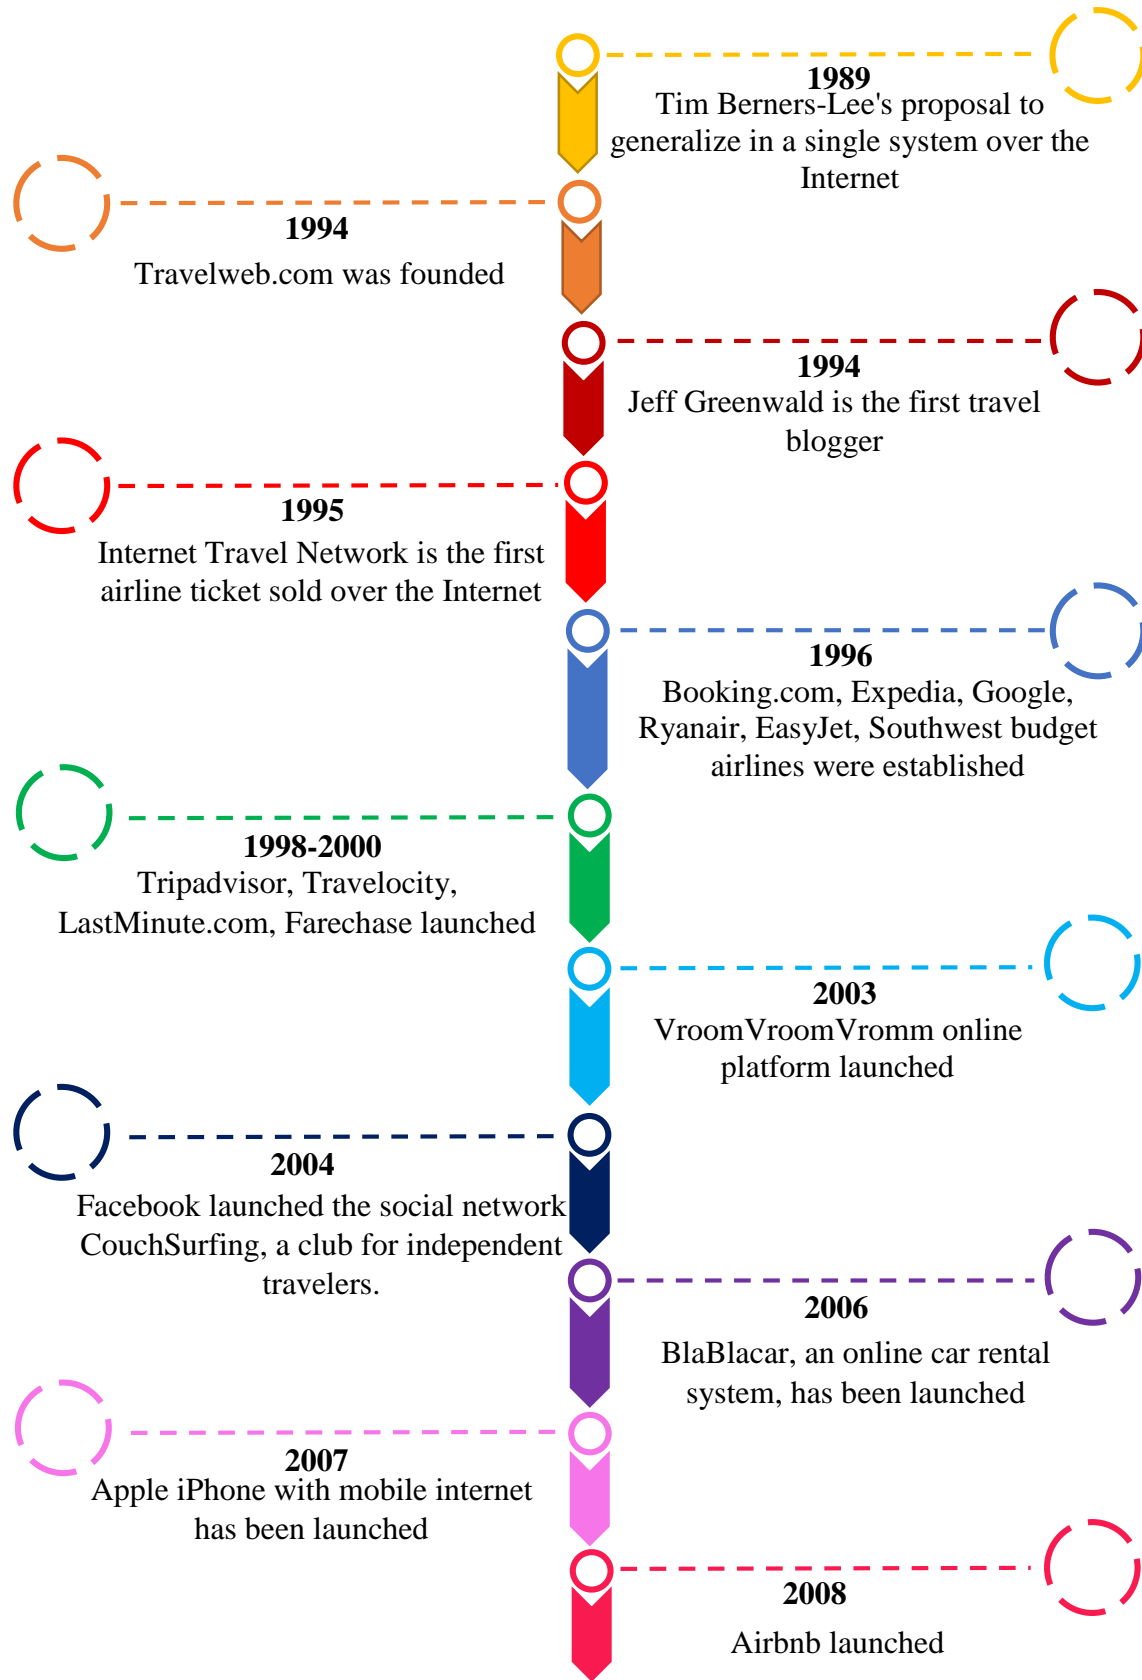 1989
Tim Berners-Lee's proposal to
generalize in a single system over the
Internet
1994
Travelweb.com was founded
1994
Jeff Greenwald is the first travel
blogger
1995
Internet Travel Network is the first
airline ticket sold over the Internet
1996
Booking.com, Expedia, Google,
Ryanair, EasyJet, Southwest budget
airlines were established
1998-2000
Tripadvisor, Travelocity,
LastMinute.com, Farechase launched
2003
VroomVroomVromm online
platform launched
2004
Facebook launched the social network
CouchSurfing, a club for independent
travelers.
2006
BlaBlacar, an online car rental
system, has been launched
2007
Apple iPhone with mobile internet
has been launched
2008
Airbnb launched